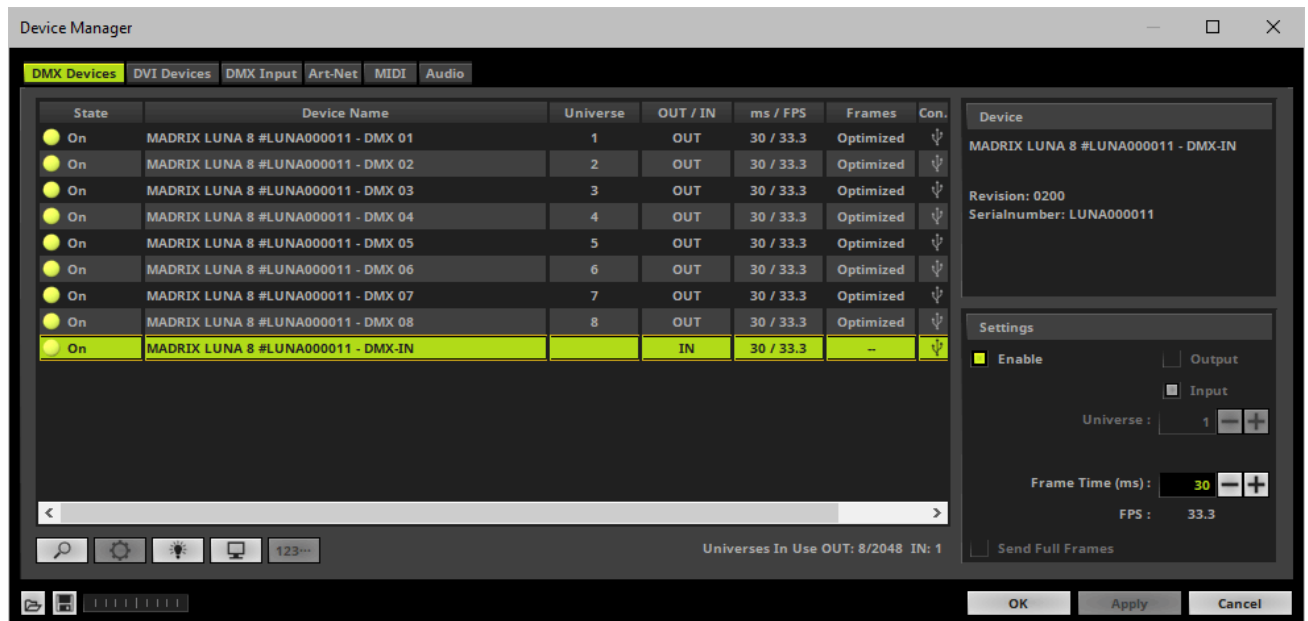 Device Manager
DMX Devices DVI Devices DMX Input Art-Net MIDI Audio
State Device Name Universe OUT / IN ms / FPS Frames Con.
On MADRIX LUNA 8 #LUNA000011 - DMX 01 1 OUT 30 / 33.3 Optimized
On MADRIX LUNA 8 #LUNA000011 - DMX 02 2 OUT 30 / 33.3 Optimized
On MADRIX LUNA 8 #LUNA000011 - DMX 03 3 OUT 30 / 33.3 Optimized
On MADRIX LUNA 8 #LUNA000011 - DMX 04 4 OUT 30 / 33.3 Optimized
On MADRIX LUNA 8 #LUNA000011 - DMX 05 5 OUT 30 / 33.3 Optimized
On MADRIX LUNA 8 #LUNA000011 - DMX 06 6 OUT 30 / 33.3 Optimized
On MADRIX LUNA 8 #LUNA000011 - DMX 07 7 OUT 30 / 33.3 Optimized
On MADRIX LUNA 8 #LUNA000011 - DMX 08 8 OUT 30 / 33.3 Optimized
On MADRIX LUNA 8 #LUNA000011 - DMX-IN IN 30 / 33.3 --
123...
Universes In Use OUT: 8/2048 IN: 1
Device
MADRIX LUNA 8 #LUNA000011 - DMX-IN
Revision: 0200
Serialnumber: LUNA000011
Settings
Enable Output
Input
Universe : 1
Frame Time (ms) : 30
FPS : 33.3
Send Full Frames
OK Apply Cancel